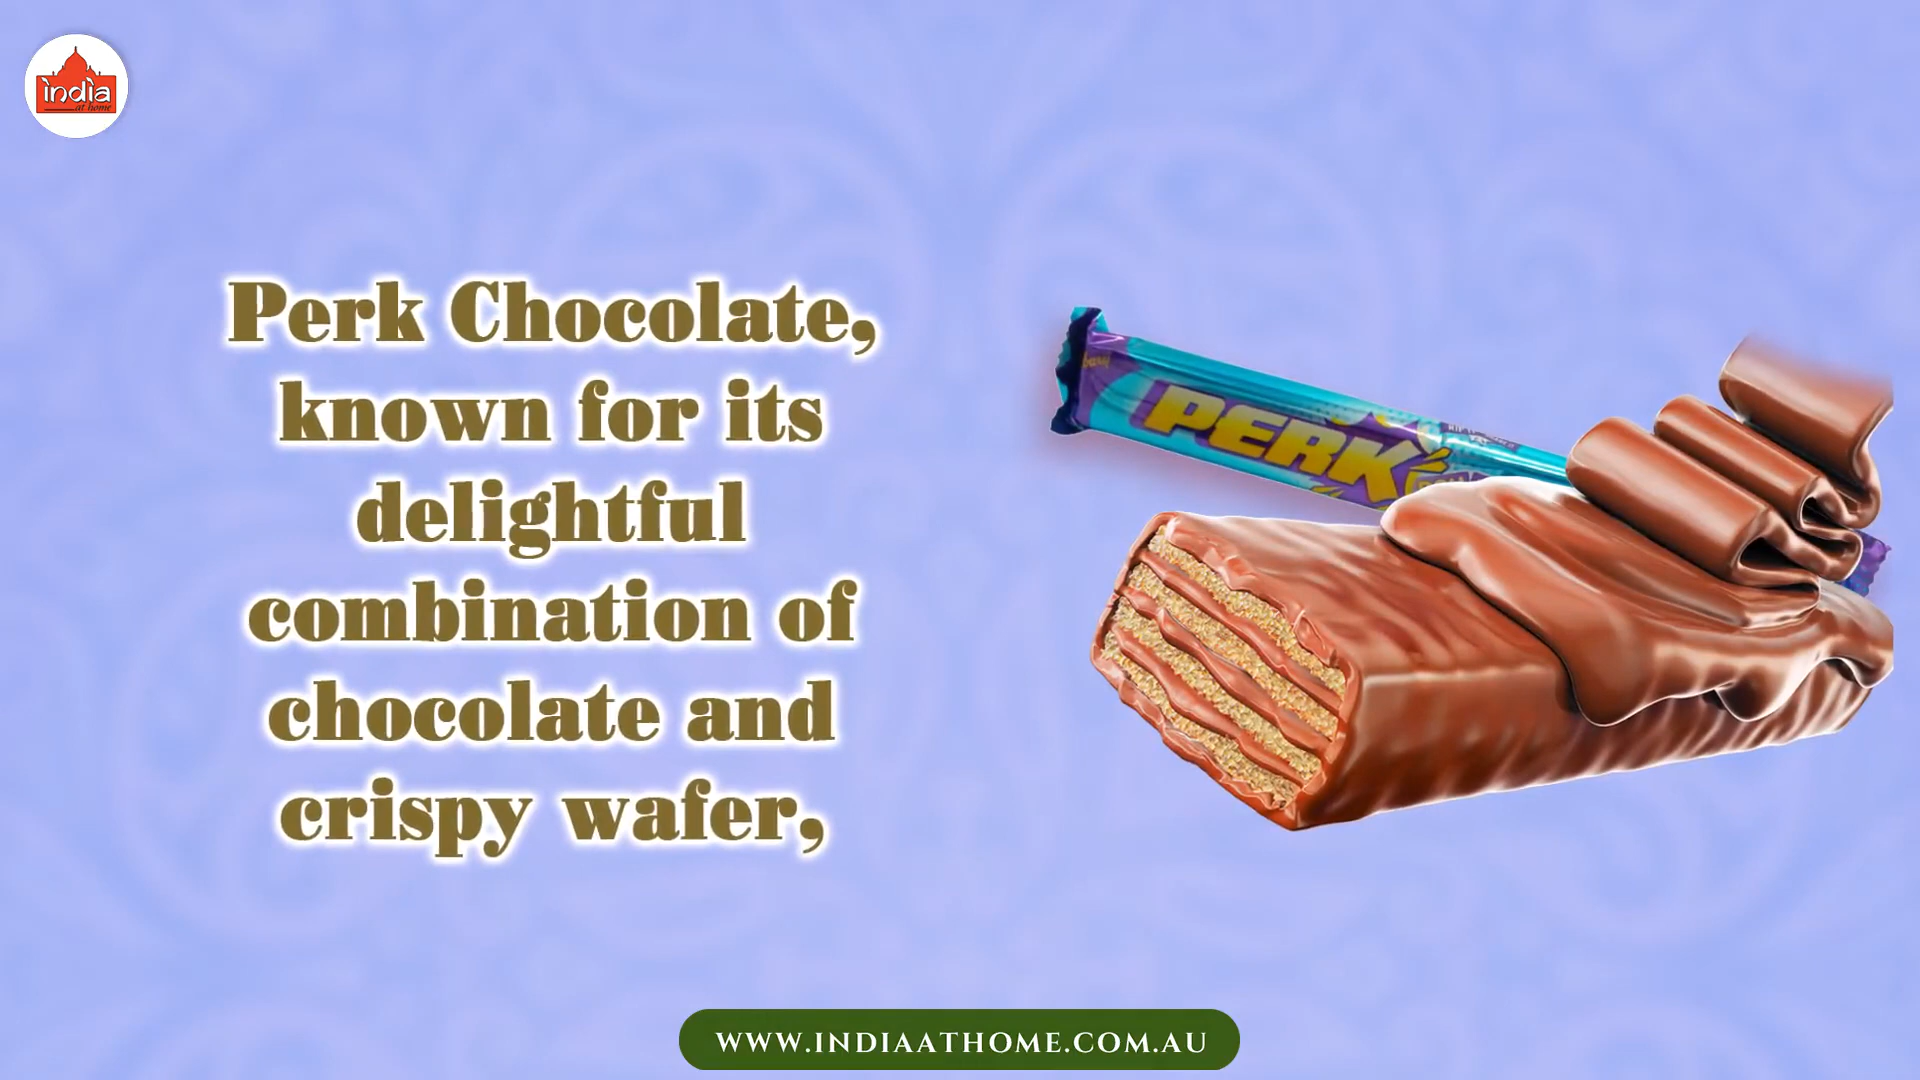 india
at home
Perk Chocolate,
known for its
delightful
combination of
chocolate and
crispy wafer,
PERK
WWW.INDIAATHOME.COM.AU